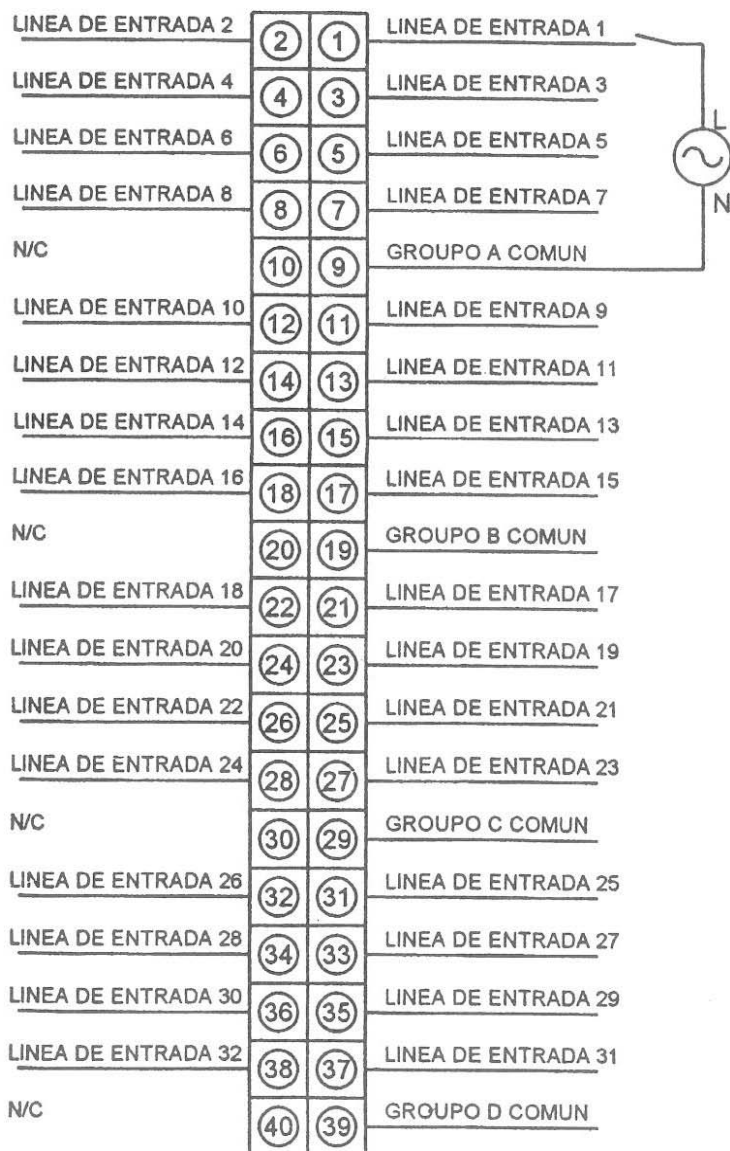 LINEA DE ENTRADA 2 2 1 LINEA DE ENTRADA 1
LINEA DE ENTRADA 4 4 3 LINEA DE ENTRADA 3
L
LINEA DE ENTRADA 6 6 5 LINEA DE ENTRADA 5
N
LINEA DE ENTRADA 8 8 7 LINEA DE ENTRADA 7
N/C 10 9 GROUPO A COMUN
LINEA DE ENTRADA 10 12 11 LINEA DE ENTRADA 9
LINEA DE ENTRADA 12 14 13 LINEA DE ENTRADA 11
LINEA DE ENTRADA 14 16 15 LINEA DE ENTRADA 13
LINEA DE ENTRADA 16 18 17 LINEA DE ENTRADA 15
N/C 20 19 GROUPO B COMUN
LINEA DE ENTRADA 18 22 21 LINEA DE ENTRADA 17
LINEA DE ENTRADA 20 24 23 LINEA DE ENTRADA 19
LINEA DE ENTRADA 22 26 25 LINEA DE ENTRADA 21
LINEA DE ENTRADA 24 28 27 LINEA DE ENTRADA 23
N/C 30 29 GROUPO C COMUN
LINEA DE ENTRADA 26 32 31 LINEA DE ENTRADA 25
LINEA DE ENTRADA 28 34 33 LINEA DE ENTRADA 27
LINEA DE ENTRADA 30 36 35 LINEA DE ENTRADA 29
LINEA DE ENTRADA 32 38 37 LINEA DE ENTRADA 31
N/C 40 39 GROUPO D COMUN